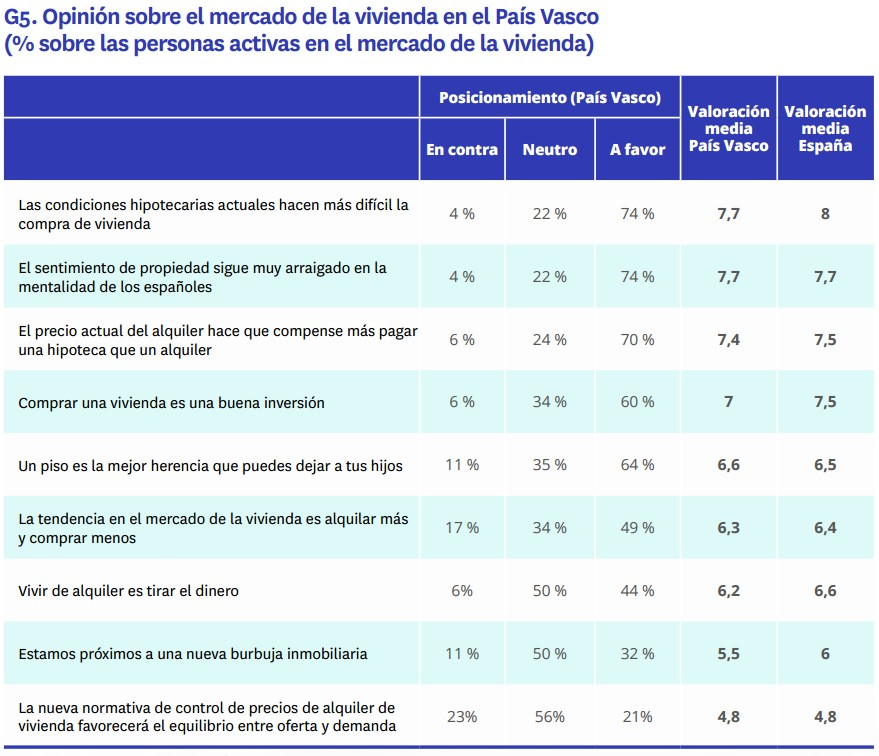 G5. Opinión sobre el mercado de la vivienda en el País Vasco
(% sobre las personas activas en el mercado de la vivienda)
Posicionamiento (País Vasco)
Valoración media País Vasco
Valoración media España
En contra Neutro A favor
Las condiciones hipotecarias actuales hacen más difícil la
compra de vivienda
4 % 22 % 74 % 7,7 8
El sentimiento de propiedad sigue muy arraigado en la
mentalidad de los españoles
4 % 22 % 74 % 7,7 7,7
El precio actual del alquiler hace que compense más pagar
una hipoteca que un alquiler
6 % 24 % 70 % 7,4 7,5
Comprar una vivienda es una buena inversión 6 % 34 % 60 % 7 7,5
Un piso es la mejor herencia que puedes dejar a tus hijos 11 % 35 % 64 % 6,6 6,5
La tendencia en el mercado de la vivienda es alquilar más
y comprar menos
17 % 34 % 49 % 6,3 6,4
Vivir de alquiler es tirar el dinero 6% 50 % 44 % 6,2 6,6
Estamos próximos a una nueva burbuja inmobiliaria 11 % 50 % 32 % 5,5 6
La nueva normativa de control de precios de alquiler de
vivienda favorecerá el equilibrio entre oferta y demanda
23% 56% 21% 4,8 4,8